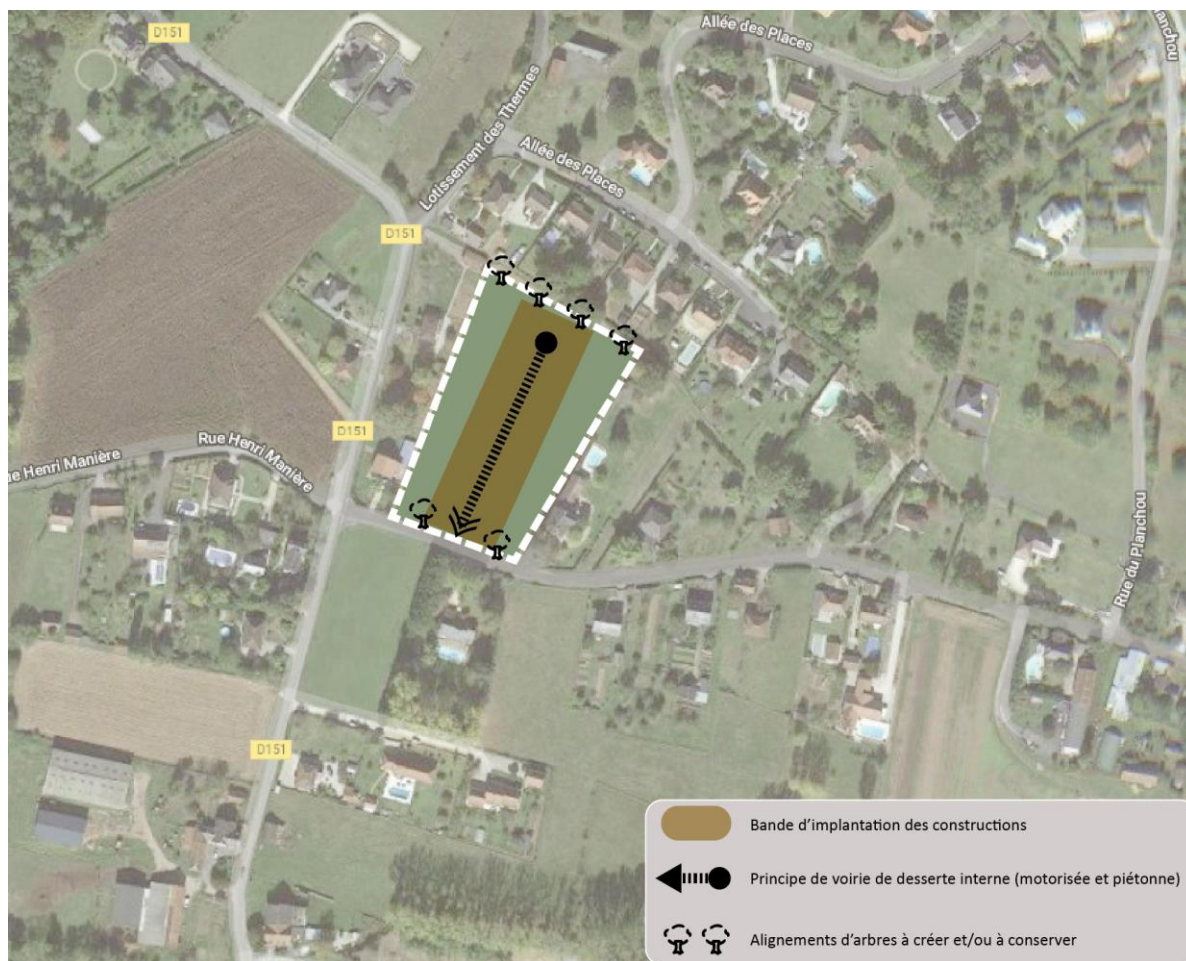 D151
Allée des Places
Planchou
Lotissement des Thermes
Allée des Places
D151
D151
Rue Henri Manière
ue Henri Manière
Rue du Planchou
D151
Bande d'implantation des constructions
Principe de voirie de desserte interne (motorisée et piétonne)
Alignements d'arbres à créer et/ou à conserver